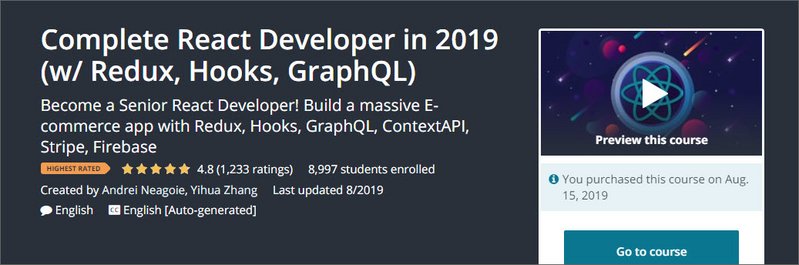 Complete React Developer in 2019
(w/ Redux, Hooks, GraphQL)
Become a Senior React Developer! Build a massive E-
commerce app with Redux, Hooks, GraphQL, ContextAPI,
Stripe, Firebase
HIGHEST RATED 4.8 (1,233 ratings) 8,997 students enrolled
Created by Andrei Neagoie, Yihua Zhang Last updated 8/2019
English CC English [Auto-generated]
Preview this course
You purchased this course on Aug.
15, 2019
Go to course